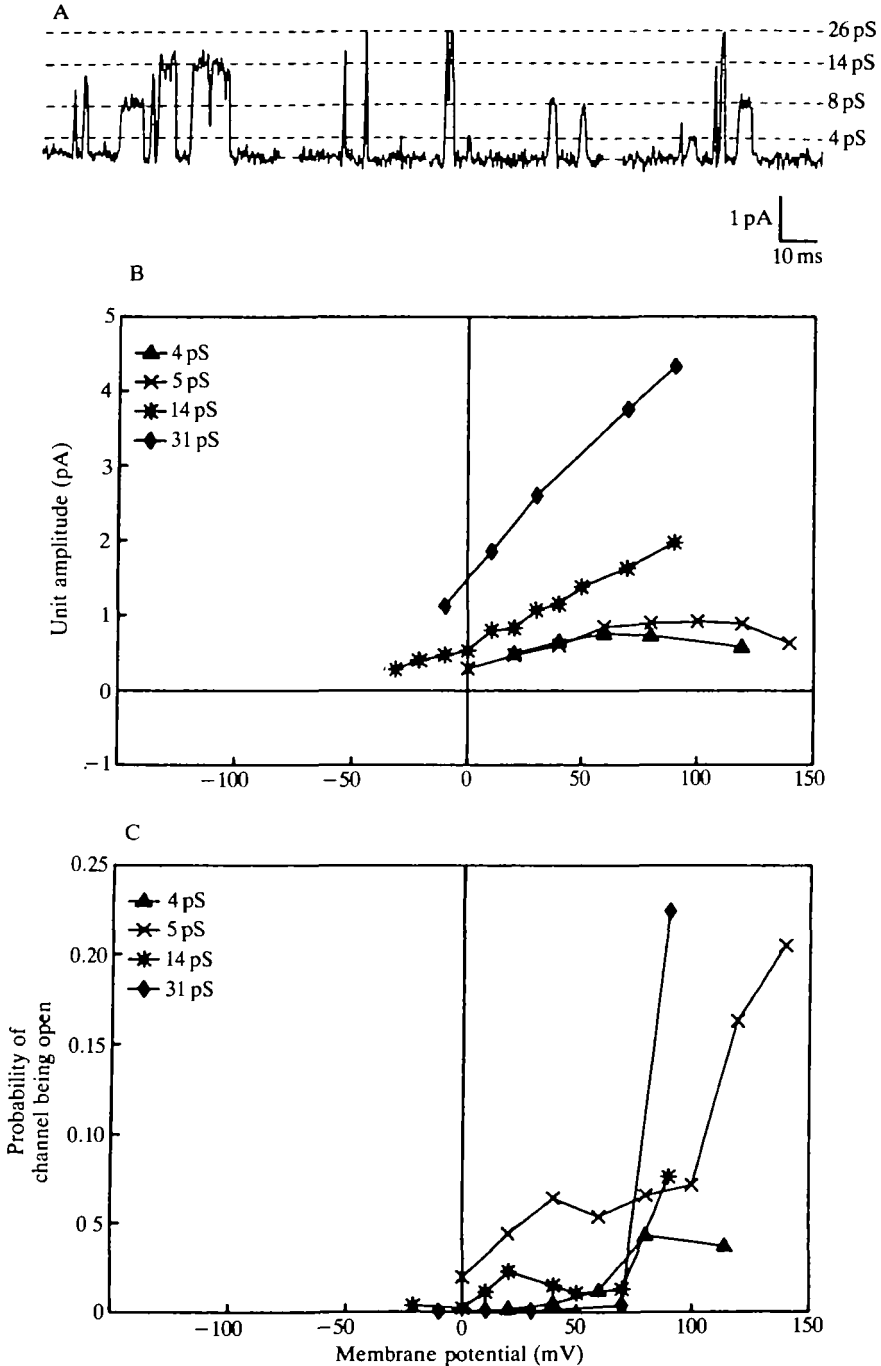 A
26 pS
14 pS
8 pS
4 pS
1 pA
10 ms
B
5
4
3
2
1
0
-1
4 pS
5 pS
14 pS
31 pS
Unit amplitude (pA)
−100
−50
0
50
100
150
C
0.25
0.20
0.15
0.10
0 5
0
4 pS
5 pS
14 pS
31 pS
Probability of
channel being open
−100
−50
0
50
100
150
Membrane potential (mV)